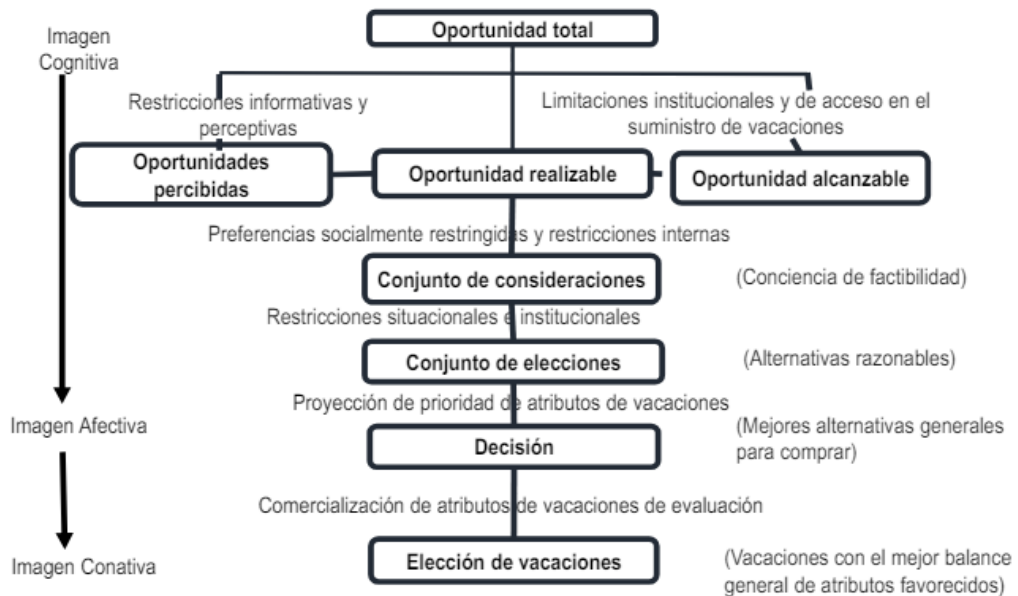 Imagen
Cognitiva
Oportunidad total
Restricciones informativas y
perceptivas
Limitaciones institucionales y de acceso en el
suministro de vacaciones
Oportunidades
percibidas
Oportunidad realizable
Oportunidad alcanzable
Preferencias socialmente restringidas y restricciones internas
Conjunto de consideraciones
(Conciencia de factibilidad)
Restricciones situacionales e institucionales
Conjunto de elecciones
(Alternativas razonables)
Proyección de prioridad de atributos de vacaciones
Imagen Afectiva
Decisión
(Mejores alternativas generales
para comprar)
Comercialización de atributos de vacaciones de evaluación
Imagen Conativa
Elección de vacaciones
(Vacaciones con el mejor balance
general de atributos favorecidos)